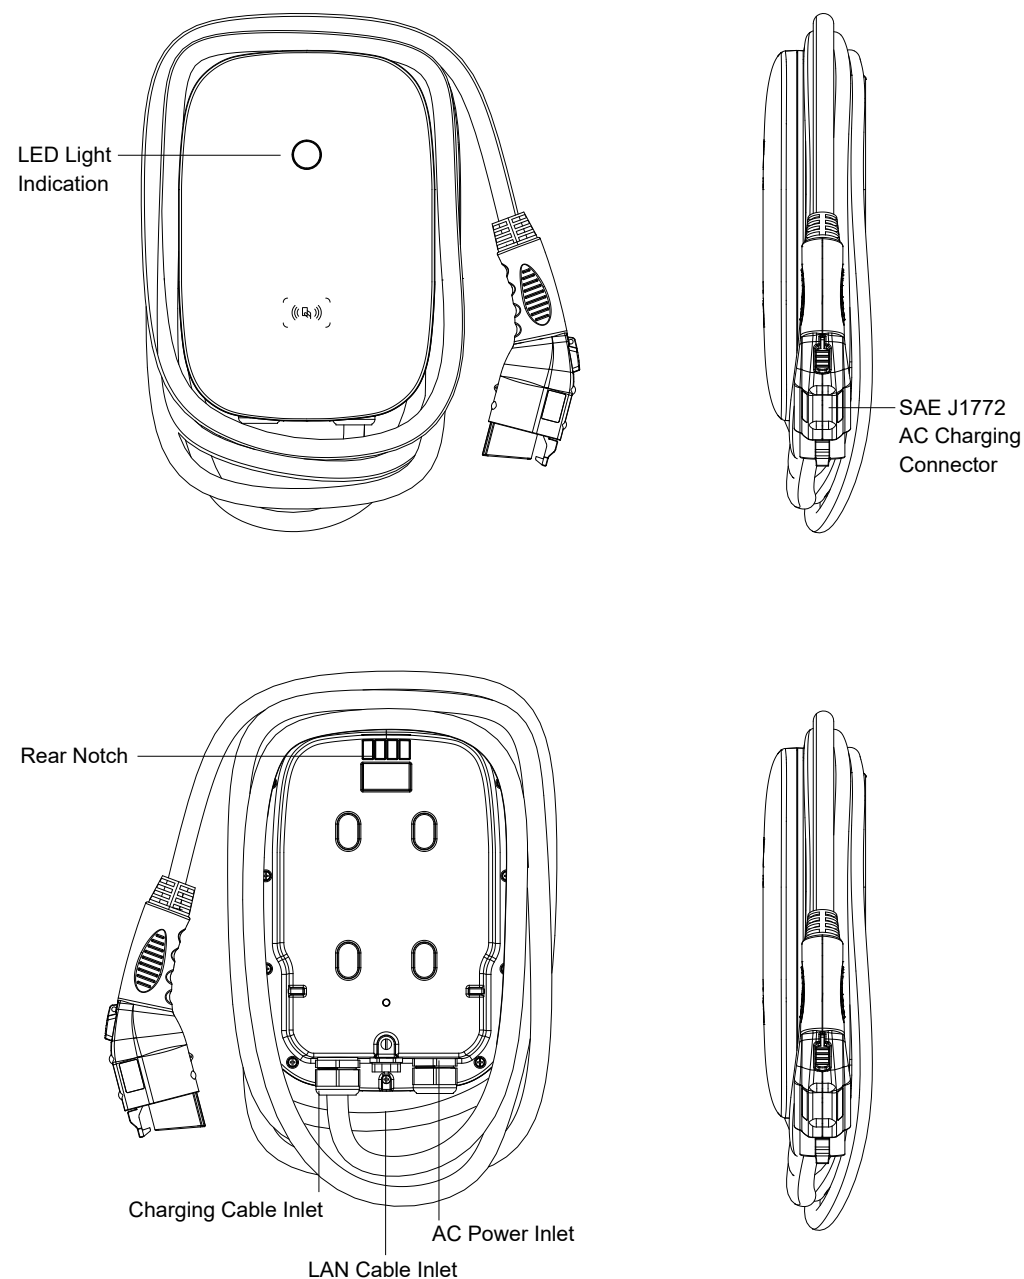 LED Light
Indication
SAE J1772
AC Charging
Connector
Rear Notch
Charging Cable Inlet
AC Power Inlet
LAN Cable Inlet